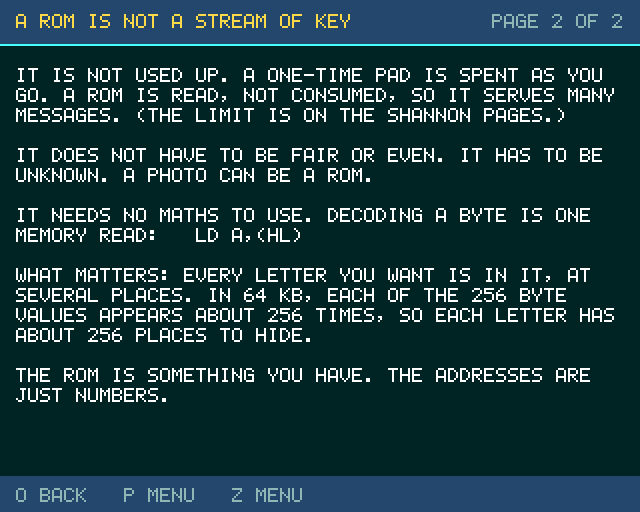 A ROM IS NOT A STREAM OF KEY
PAGE 2 OF 2
IT IS NOT USED UP. A ONE-TIME PAD IS SPENT AS YOU
GO. A ROM IS READ, NOT CONSUMED, SO IT SERVES MANY
MESSAGES. (THE LIMIT IS ON THE SHANNON PAGES.)
IT DOES NOT HAVE TO BE FAIR OR EVEN. IT HAS TO BE
UNKNOWN. A PHOTO CAN BE A ROM.
IT NEEDS NO MATHS TO USE. DECODING A BYTE IS ONE
MEMORY READ:   LD A,(HL)
WHAT MATTERS: EVERY LETTER YOU WANT IS IN IT, AT
SEVERAL PLACES. IN 64 KB, EACH OF THE 256 BYTE
VALUES APPEARS ABOUT 256 TIMES, SO EACH LETTER HAS
ABOUT 256 PLACES TO HIDE.
THE ROM IS SOMETHING YOU HAVE. THE ADDRESSES ARE
JUST NUMBERS.
O BACK   P MENU   Z MENU